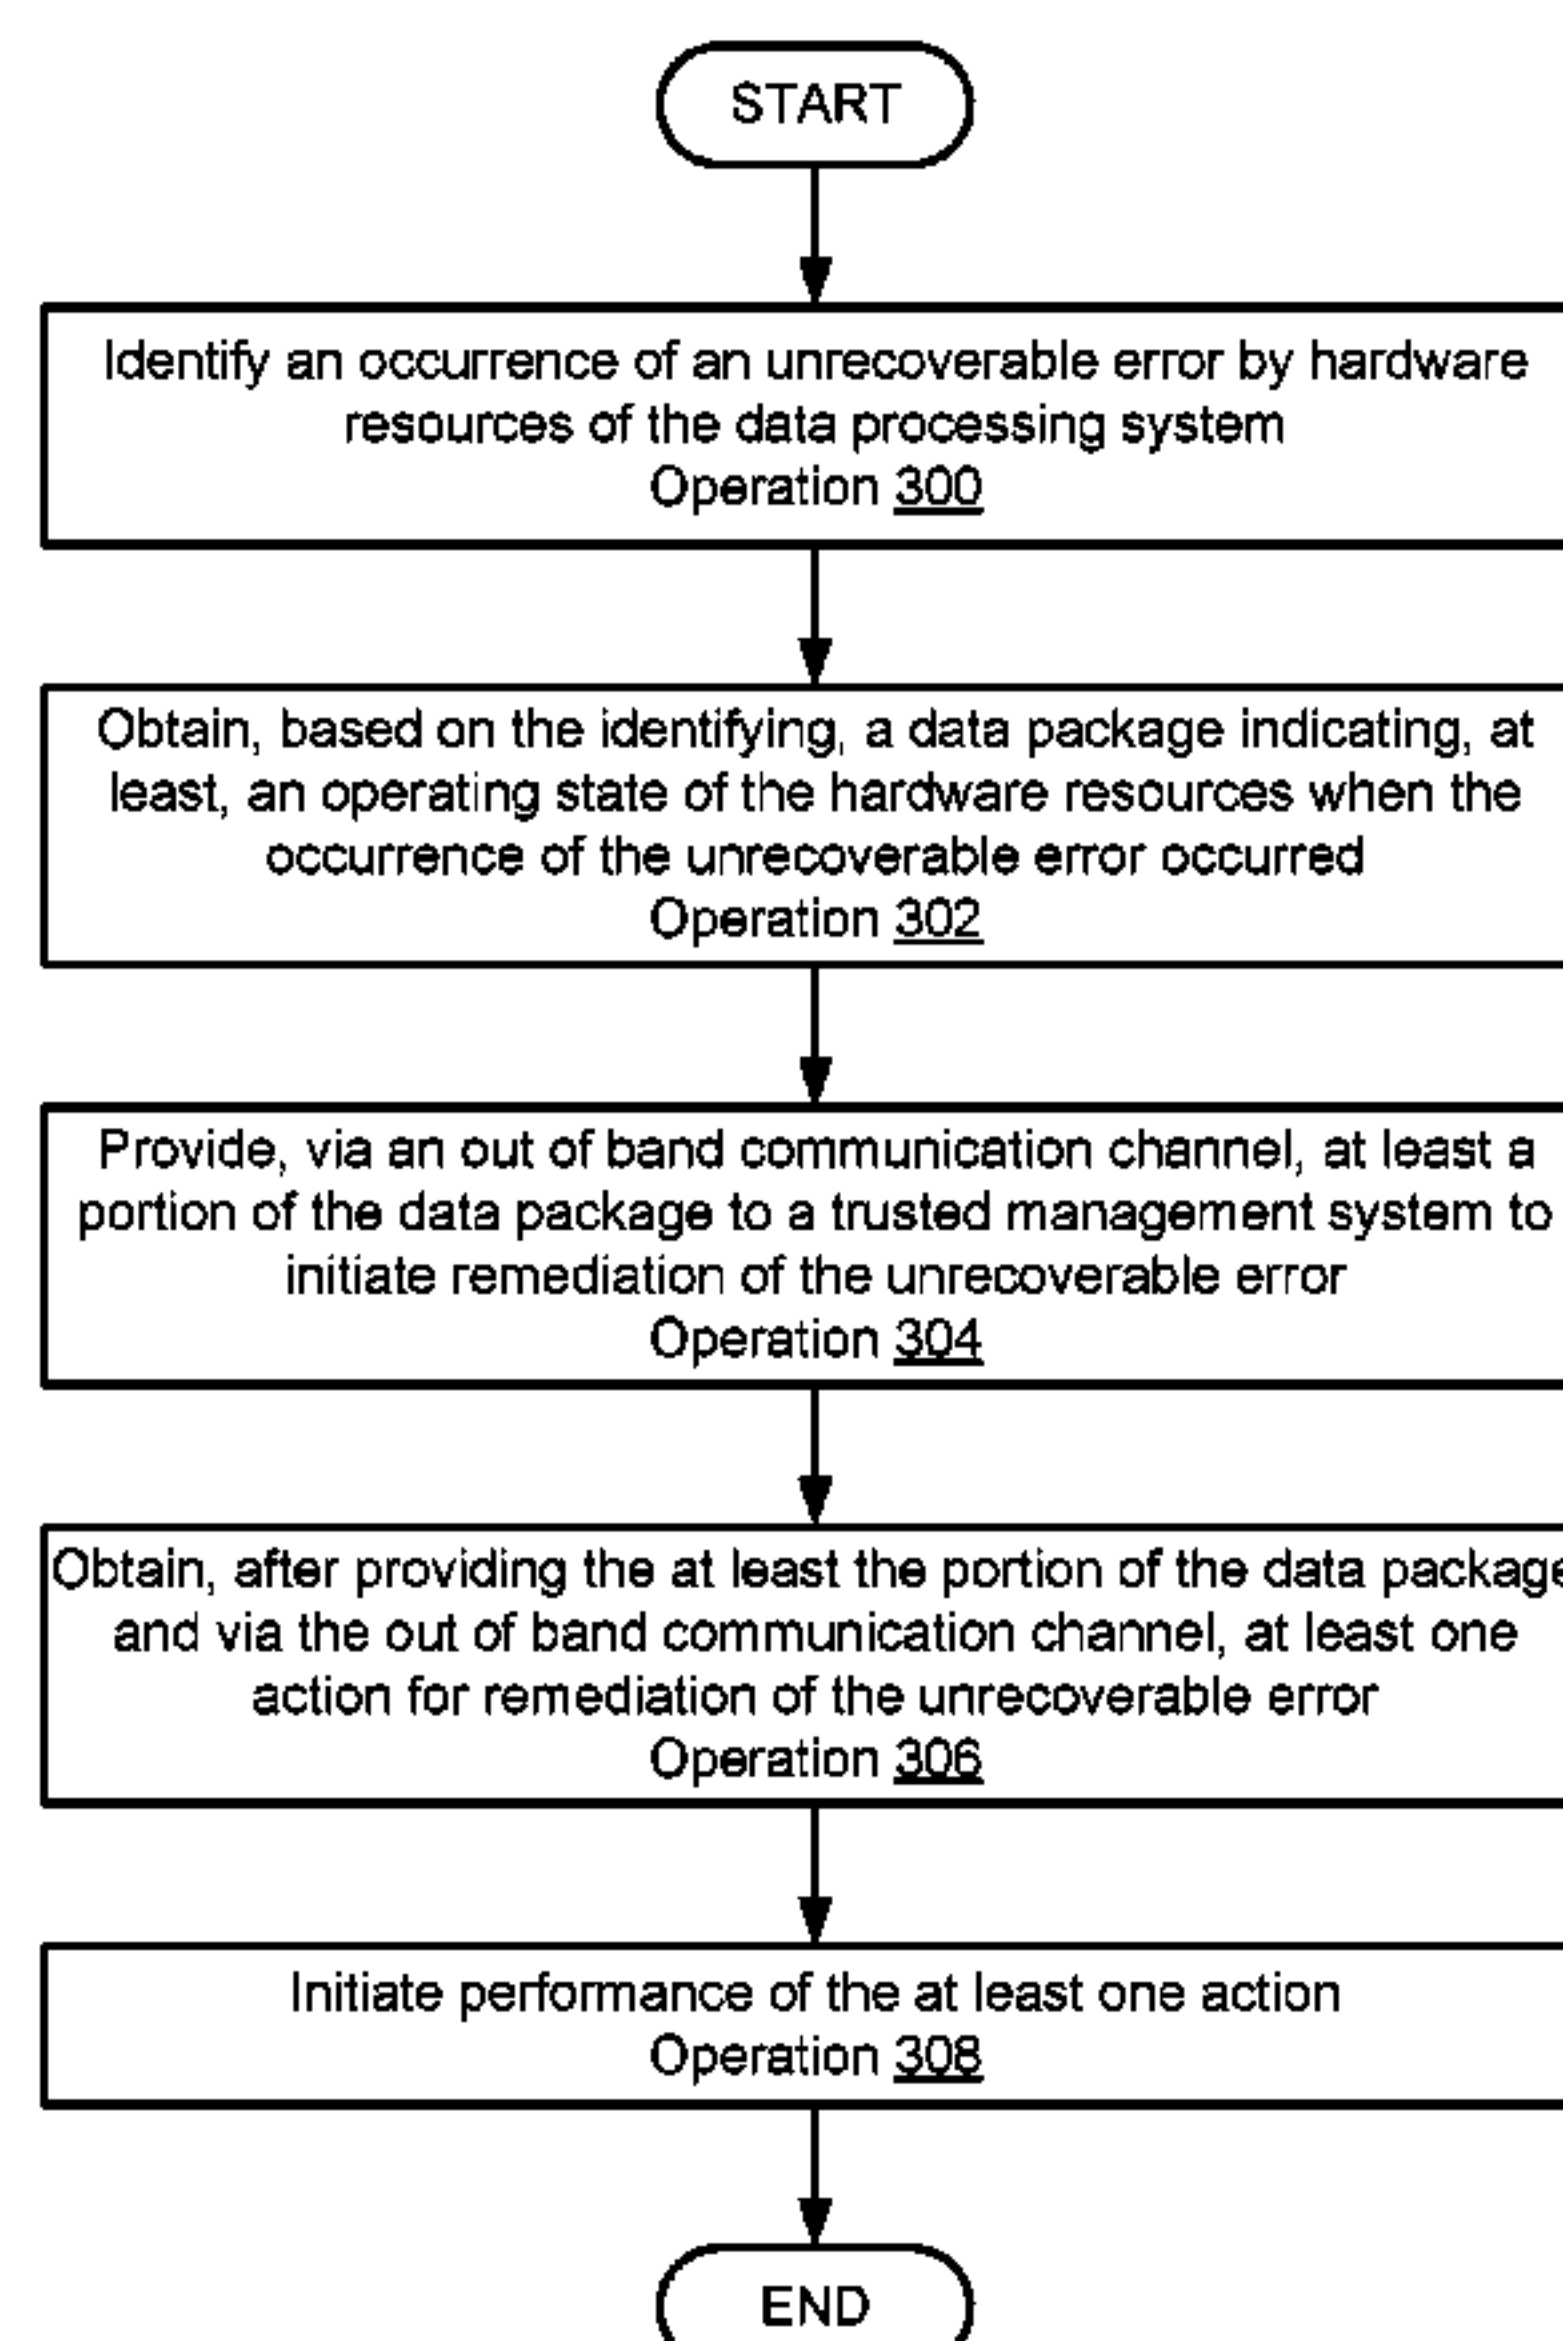 START
Identify an occurrence of an unrecoverable error by hardware
resources of the data processing system
Operation 300
Obtain, based on the identifying, a data package indicating, at
least, an operating state of the hardware resources when the
occurrence of the unrecoverable error occurred
Operation 302
Provide, via an out of band communication channel, at least a
portion of the data package to a trusted management system to
initiate remediation of the unrecoverable error
Operation 304
Obtain, after providing the at least the portion of the data package
and via the out of band communication channel, at least one
action for remediation of the unrecoverable error
Operation 306
Initiate performance of the at least one action
Operation 308
END